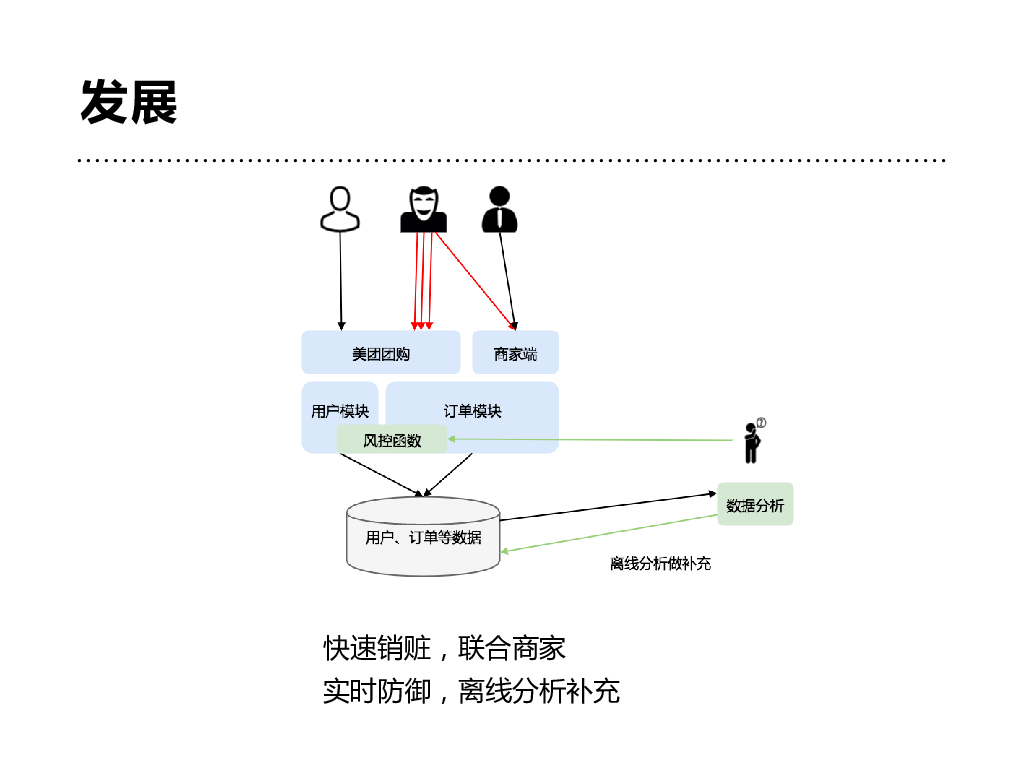 发展
美团团购
商家端
用户模块
订单模块
风控函数
数据分析
用户、订单等数据
离线分析做补充
快速销赃，联合商家
实时防御，离线分析补充